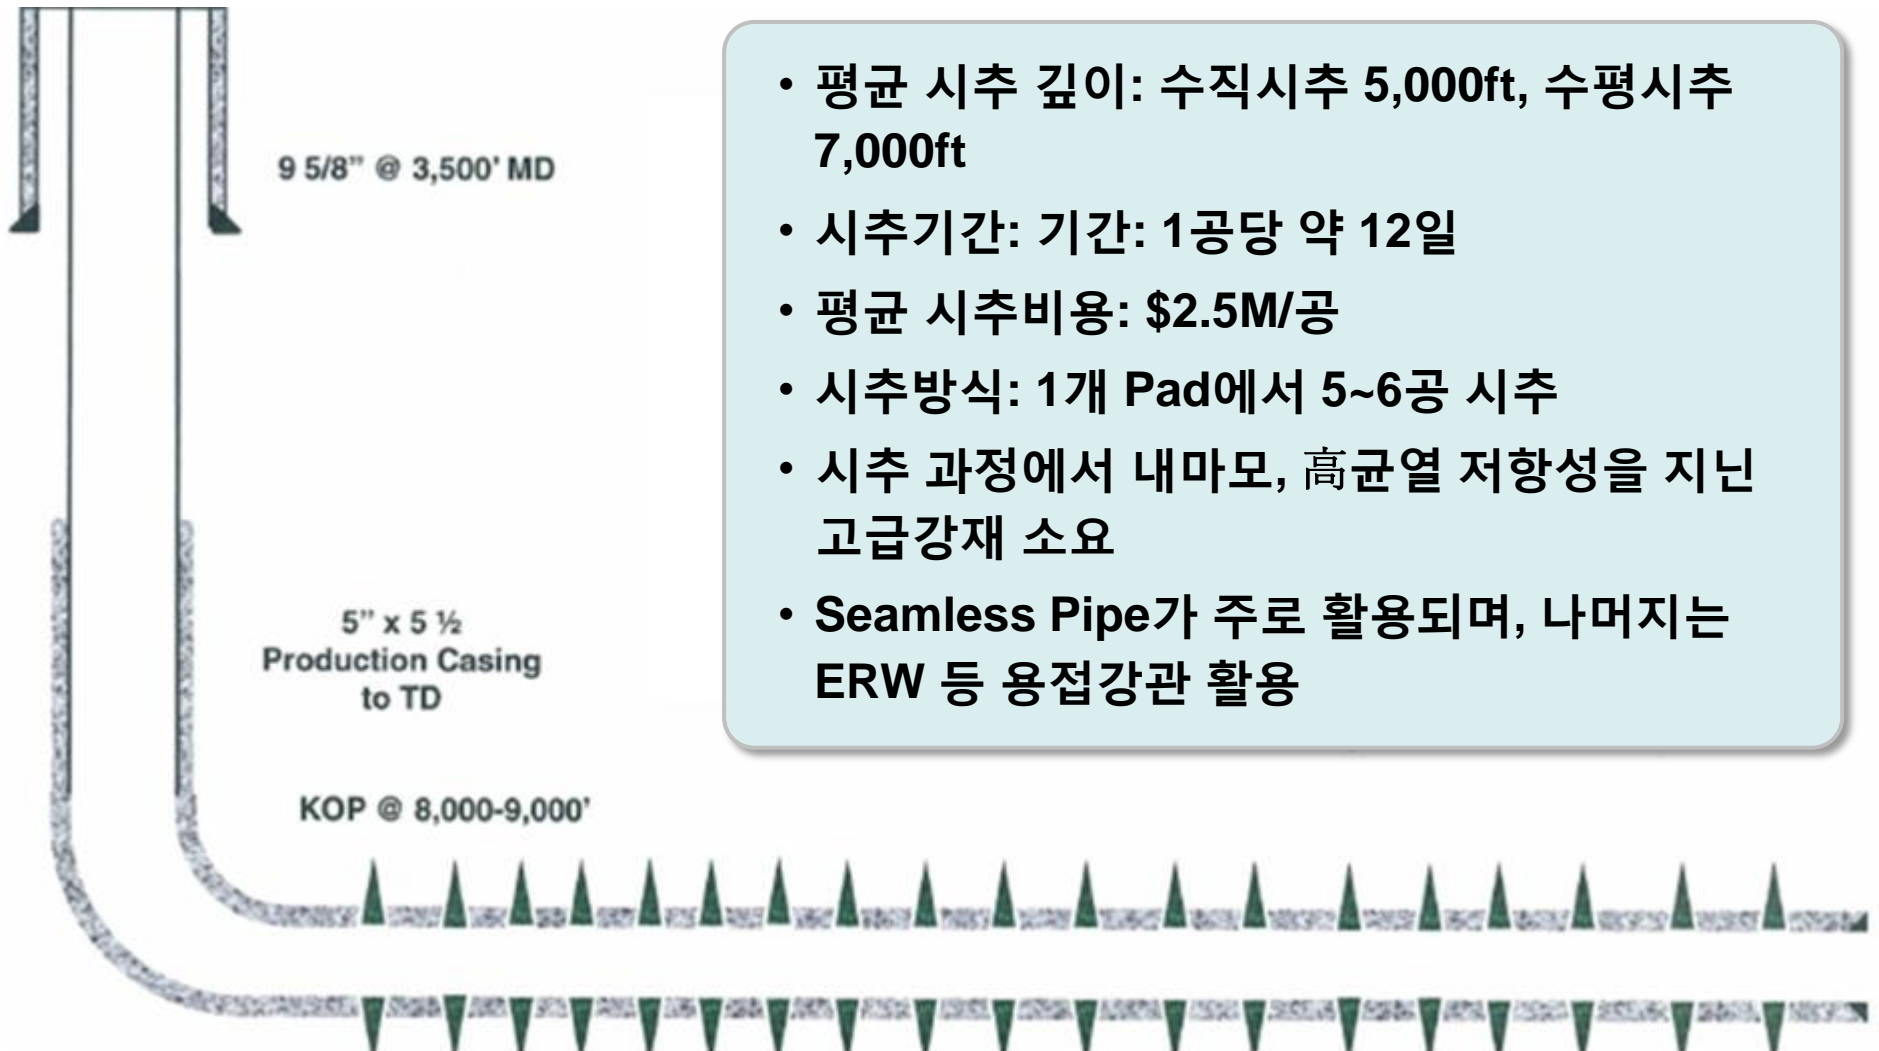 9 5/8” @ 3,500' MD
5” x 5 ½
Production Casing
to TD
KOP @ 8,000-9,000'
• 평균 시추 깊이: 수직시추 5,000ft, 수평시추
7,000ft
• 시추기간: 기간: 1공당 약 12일
• 평균 시추비용: $2.5M/공
• 시추방식: 1개 Pad에서 5~6공 시추
• 시추 과정에서 내마모, 高균열 저항성을 지닌
고급강재 소요
• Seamless Pipe가 주로 활용되며, 나머지는
ERW 등 용접강관 활용